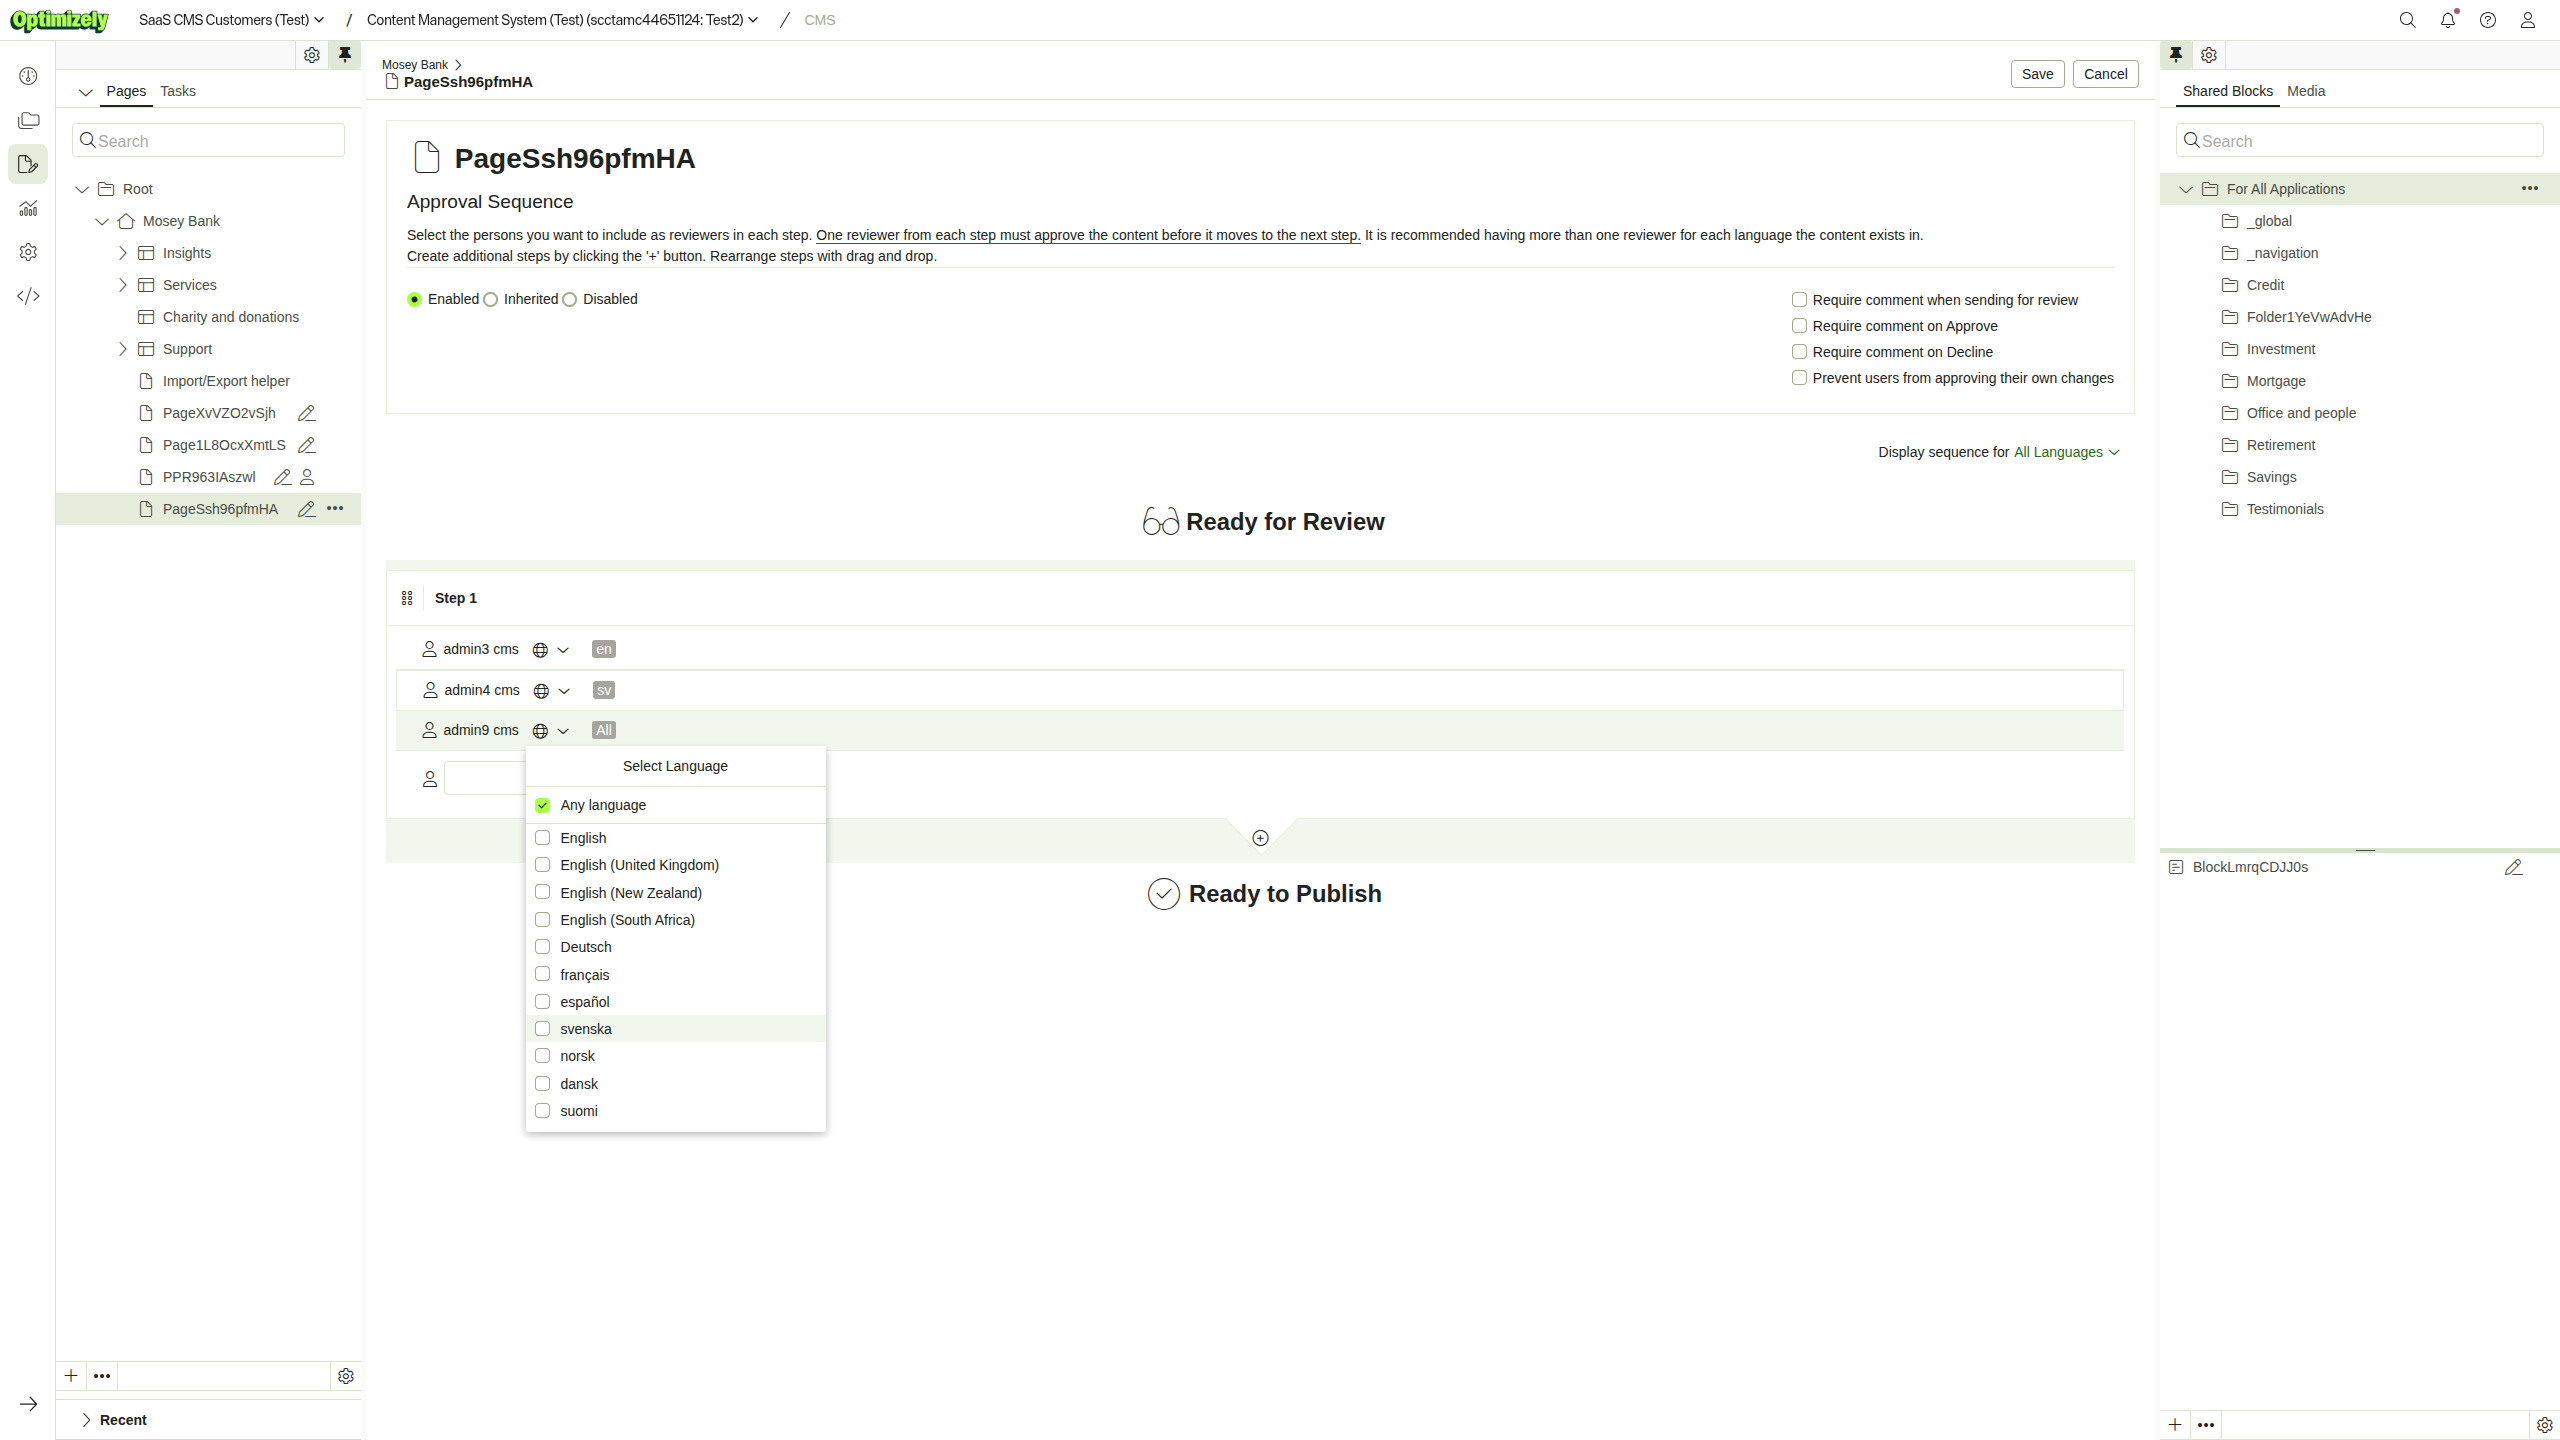 Optimizely
SaaS CMS Customers (Test) / Content Management System (Test) (scctamc44651124: Test2) / CMS
Pages Tasks
Search
Root
Mosey Bank
Insights
Services
Charity and donations
Support
Import/Export helper
PageXvVZO2vSjh
Page1L8OcxXmtLS
PPR963IAszwl
PageSsh96pfmHA
Recent
Mosey Bank
PageSsh96pfmHA
Save Cancel
PageSsh96pfmHA
Approval Sequence
Select the persons you want to include as reviewers in each step. One reviewer from each step must approve the content before it moves to the next step. It is recommended having more than one reviewer for each language the content exists in.
Create additional steps by clicking the '+' button. Rearrange steps with drag and drop.
Enabled Inherited Disabled
Require comment when sending for review
Require comment on Approve
Require comment on Decline
Prevent users from approving their own changes
Display sequence for All Languages
Ready for Review
Step 1
admin3 cms en
admin4 cms sv
admin9 cms All
Select Language
Any language
English
English (United Kingdom)
English (New Zealand)
English (South Africa)
Deutsch
français
español
svenska
norsk
dansk
suomi
Ready to Publish
Shared Blocks Media
Search
For All Applications
_global
_navigation
Credit
Folder1YeVwAdvHe
Investment
Mortgage
Office and people
Retirement
Savings
Testimonials
BlockLmrqCDJJ0s